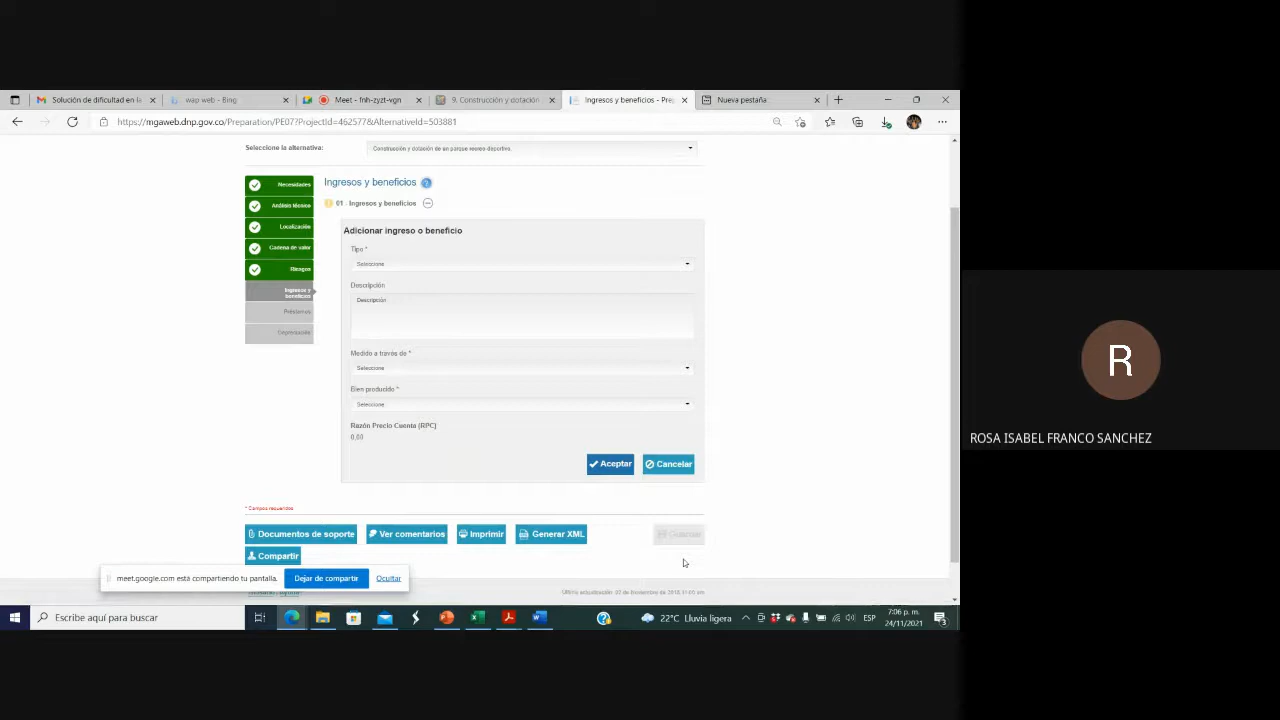 Solución de dificultad en la
wap web - Bing
Meet - fnh-zyzt-vgn
9. Construcción y dotación
Ingresos y beneficios - Prep
Nueva pestaña
https://mgaweb.dnp.gov.co/Preparation/PE07?ProjectId=462577&AlternativeId=503881
Seleccione la alternativa:
Construcción y dotación de un parque recreo deportivo.
Necesidades
Análisis técnico
Localización
Cadena de valor
Riesgos
Ingresos y
beneficios
Préstamos
Depreciación
Ingresos y beneficios
01 - Ingresos y beneficios
Adicionar ingreso o beneficio
Tipo *
Seleccione
Descripción
Descripción
Medido a través de *
Seleccione
Bien producido *
Seleccione
Razón Precio Cuenta (RPC)
0,00
Aceptar
Cancelar
* Campos requeridos
Documentos de soporte
Ver comentarios
Imprimir
Generar XML
Guardar
Compartir
meet.google.com está compartiendo tu pantalla.
Dejar de compartir
Ocultar
Escribe aquí para buscar
22°C Lluvia ligera
ESP
7:06 p. m.
24/11/2021
3
R
ROSA ISABEL FRANCO SANCHEZ